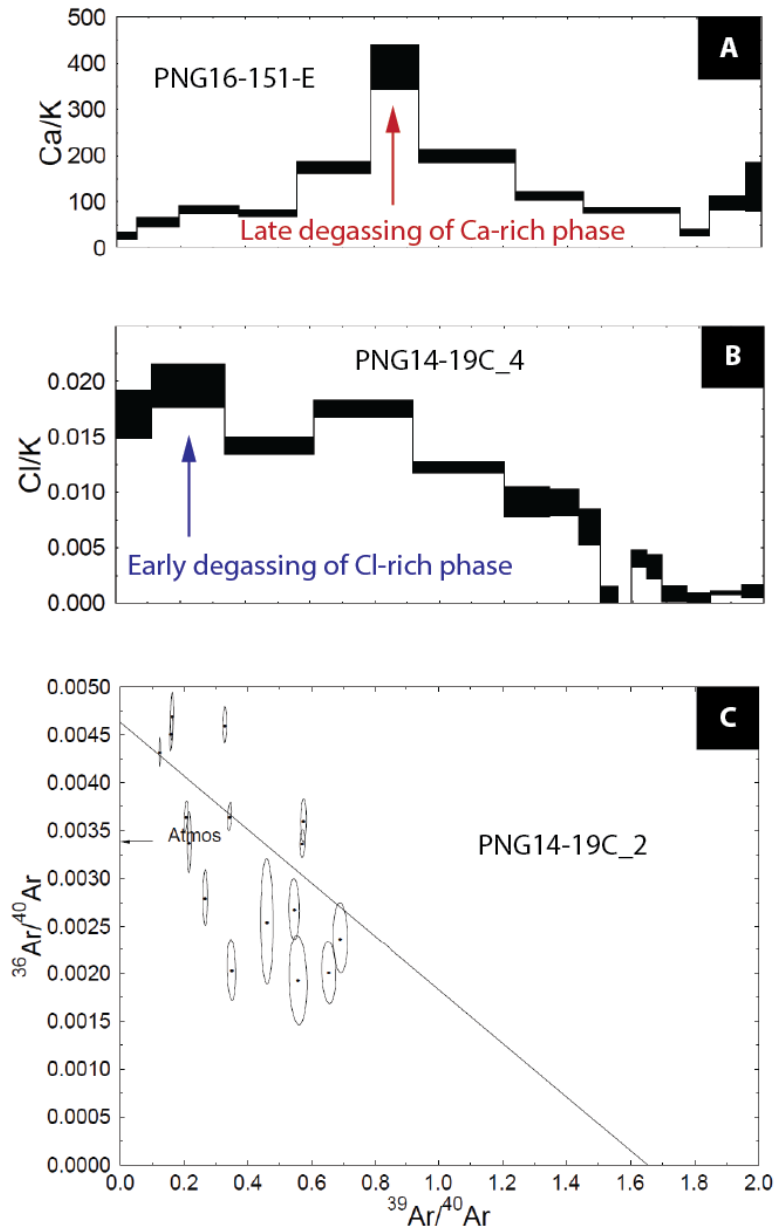 500
A
400
PNG16-151-E
300
200
100
Late degassing of Ca-rich phase
0
Ca/K
B
PNG14-19C_4
0.020
0.015
0.010
Early degassing of Cl-rich phase
0.005
0.000
Cl/K
0.0050
C
0.0045
0.0040
0.0035
Atmos
PNG14-19C_2
0.0030
0.0025
0.0020
0.0015
0.0010
0.0005
0.0000
36Ar/40Ar
0.0 0.2 0.4 0.6 0.8 1.0 1.2 1.4 1.6 1.8 2.0
39Ar/40Ar